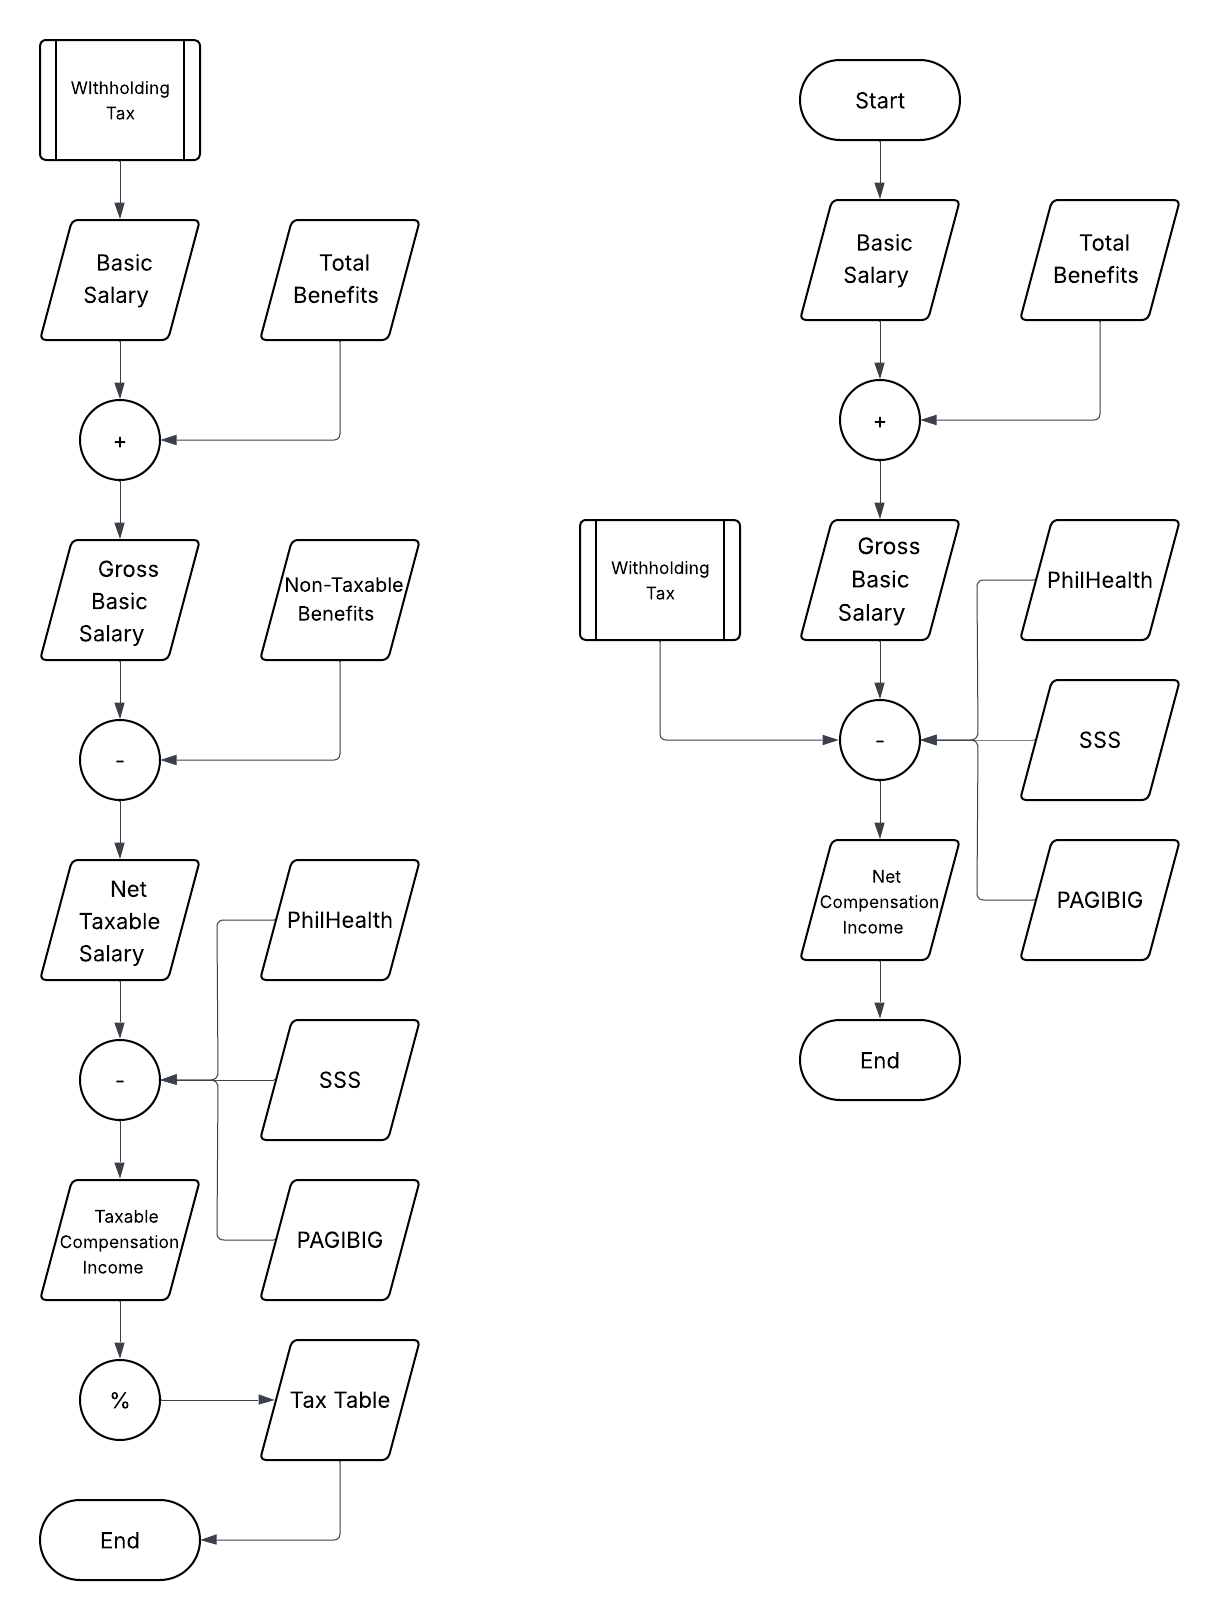 WIthholding
Tax
Basic
Salary
Total
Benefits
+
Gross
Basic
Salary
Non-Taxable
Benefits
-
Net
Taxable
Salary
PhilHealth
-
SSS
Taxable
Compensation
Income
PAGIBIG
%
Tax Table
End
Start
Basic
Salary
Total
Benefits
+
Withholding
Tax
Gross
Basic
Salary
PhilHealth
-
SSS
Net
Compensation
Income
PAGIBIG
End